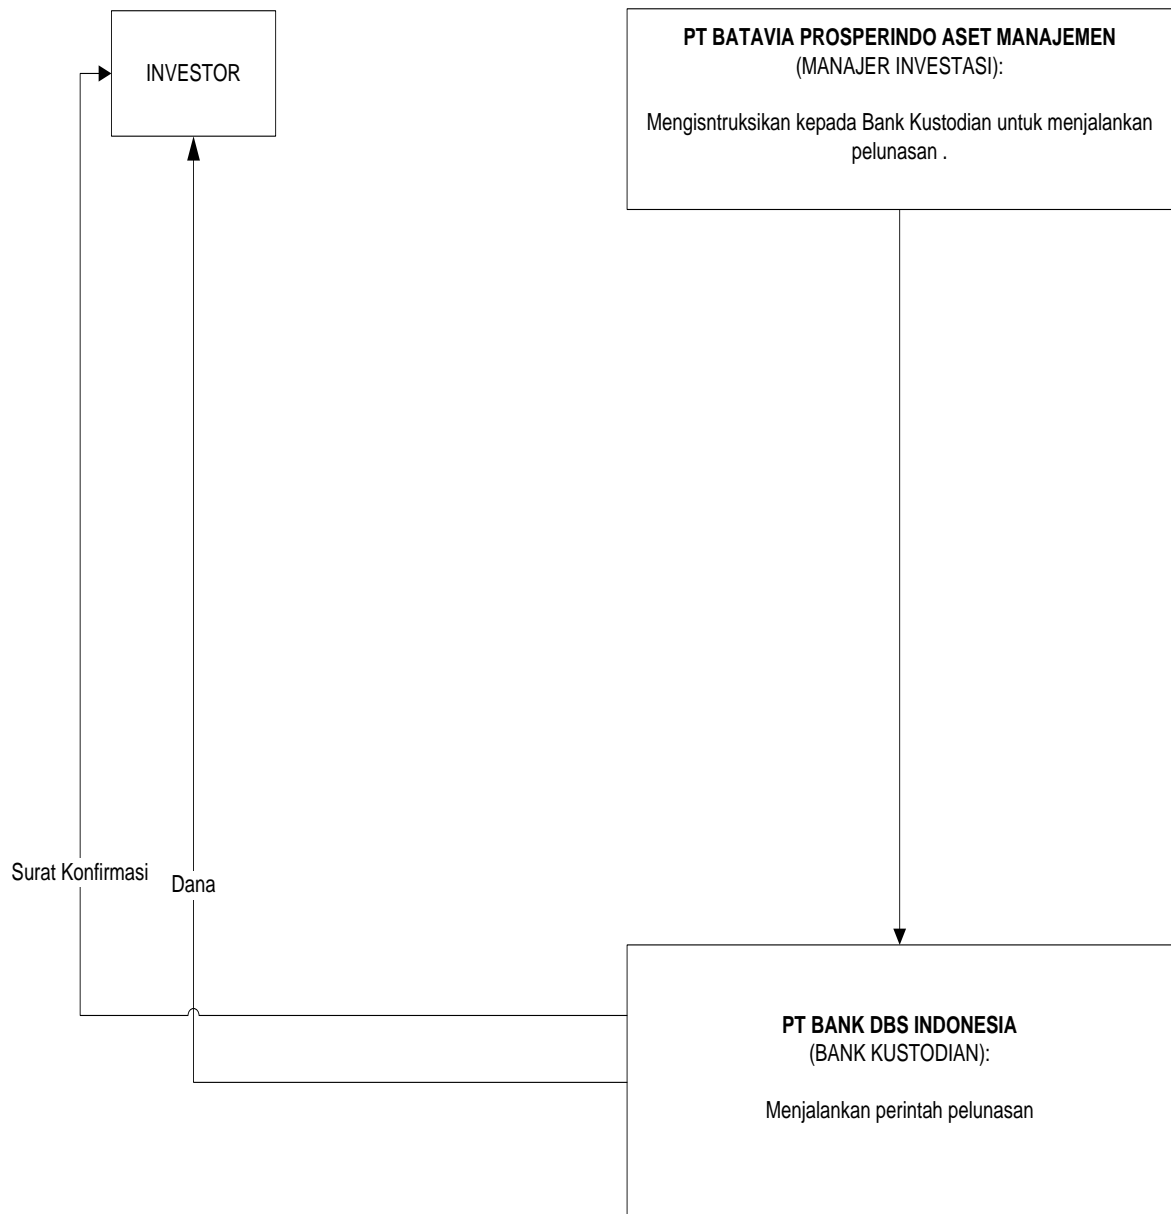 INVESTOR
PT BATAVIA PROSPERINDO ASET MANAJEMEN
(MANAJER INVESTASI):
Mengisntruksikan kepada Bank Kustodian untuk menjalankan
pelunasan .
Surat Konfirmasi
Dana
PT BANK DBS INDONESIA
(BANK KUSTODIAN):
Menjalankan perintah pelunasan